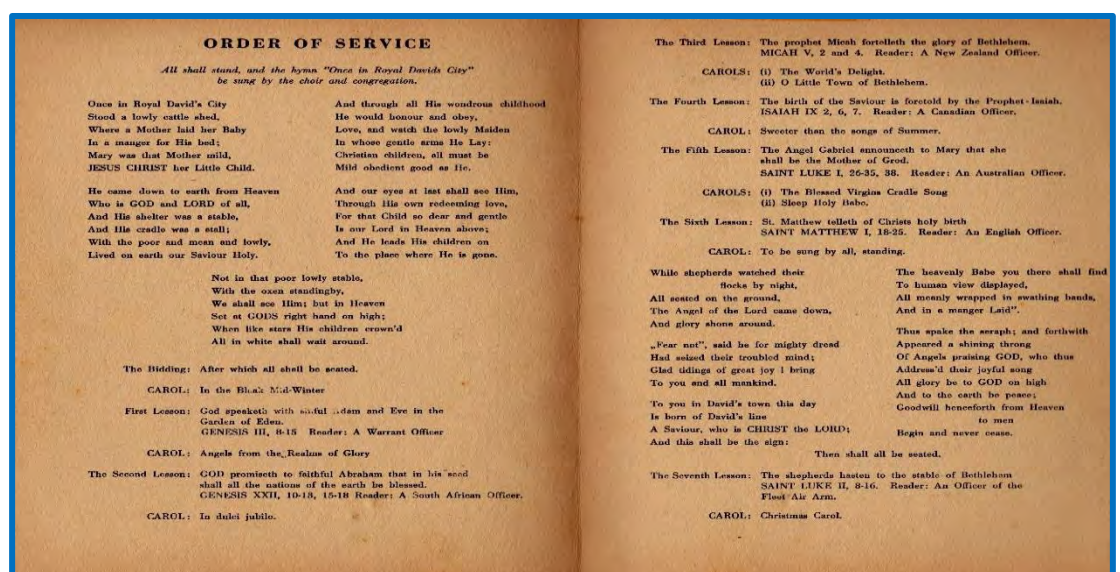 ORDER OF SERVICE
All shall stand, and the hymn "Once in Royal Davids City"
be sung by the choir and congregation.
Once in Royal David's City
Stood a lowly cattle shed,
Where a Mother laid her Baby
In a manger for His bed;
Mary was that Mother mild,
JESUS CHRIST her Little Child.
He came down to earth from Heaven
Who is GOD and LORD of all,
And His shelter was a stable,
And His cradle was a stall;
With the poor and mean and lowly,
Lived on earth our Saviour Holy.
And through all His wondrous childhood
He would honour and obey,
Love, and watch the lowly Maiden
In whose gentle arms He Lay:
Christian children, all must be
Mild obedient good as He.
And our eyes at last shall see Him,
Through His own redeeming love,
For that Child so dear and gentle
Is our Lord in Heaven above;
And He leads His children on
To the place where He is gone.
Not in that poor lowly stable,
With the oxen standingby,
We shall see Him; but in Heaven
Set at GODS right hand on high;
When like stars His children crown'd
All in white shall wait around.
The Bidding: After which all shall be seated.
CAROL: In the Bleak Mid-Winter
First Lesson: God speaketh with sinful Adam and Eve in the
Garden of Eden.
GENESIS III, 8-15 Reader: A Warrant Officer
CAROL: Angels from the Realms of Glory
The Second Lesson: GOD promiseth to faithful Abraham that in his seed
shall all the nations of the earth be blessed.
GENESIS XXII, 10-13, 15-18 Reader: A South African Officer.
CAROL: In dulci jubilo.
The Third Lesson: The prophet Micah fortelleth the glory of Bethlehem.
MICAH V, 2 and 4. Reader: A New Zealand Officer.
CAROLS: (i) The World's Delight.
(ii) O Little Town of Bethlehem.
The Fourth Lesson: The birth of the Saviour is foretold by the Prophet Isaiah.
ISAIAH IX 2, 6, 7. Reader: A Canadian Officer.
CAROL: Sweeter than the songs of Summer.
The Fifth Lesson: The Angel Gabriel announceth to Mary that she
shall be the Mother of Grod.
SAINT LUKE I, 26-35, 38. Reader: An Australian Officer.
CAROLS: (i) The Blessed Virgins Cradle Song
(ii) Sleep Holy Babe.
The Sixth Lesson: St. Matthew telleth of Christs holy birth
SAINT MATTHEW I, 18-25. Reader: An English Officer.
CAROL: To be sung by all, standing.
While shepherds watched their
flocks by night,
All seated on the ground,
The Angel of the Lord came down,
And glory shone around.
„Fear not", said he for mighty dread
Had seized their troubled mind;
Glad tidings of great joy I bring
To you and all mankind.
To you in David's town this day
Is born of David's line
A Saviour, who is CHRIST the LORD;
And this shall be the sign:
The heavenly Babe you there shall find
To human view displayed,
All meanly wrapped in swathing bands,
And in a manger Laid".
Thus spake the seraph; and forthwith
Appeared a shining throng
Of Angels praising GOD, who thus
Address'd their joyful song
All glory be to GOD on high
And to the earth be peace;
Goodwill henceforth from Heaven
to men
Begin and never cease.
Then shall all be seated.
The Seventh Lesson: The shepherds hasten to the stable of Bethlehem
SAINT LUKE II, 8-16. Reader: An Officer of the
Fleet Air Arm.
CAROL: Christmas Carol.